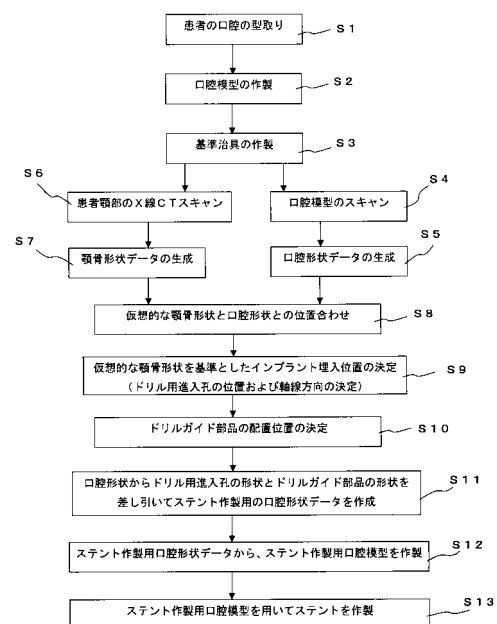 患者の口腔の型取り
S1
口腔模型の作製
S2
基準治具の作製
S3
S6
患者顎部のX線CTスキャン
口腔模型のスキャン
S4
S7
顎骨形状データの生成
口腔形状データの生成
S5
仮想的な顎骨形状と口腔形状との位置合わせ
S8
仮想的な顎骨形状を基準としたインプラント埋入位置の決定
(ドリル用進入孔の位置および軸線方向の決定)
S9
ドリルガイド部品の配置位置の決定
S10
口腔形状からドリル用進入孔の形状とドリルガイド部品の形状を
差し引いてステント作製用の口腔形状データを作成
S11
ステント作製用口腔形状データから、ステント作製用口腔模型を作製
S12
ステント作製用口腔模型を用いてステントを作製
S13